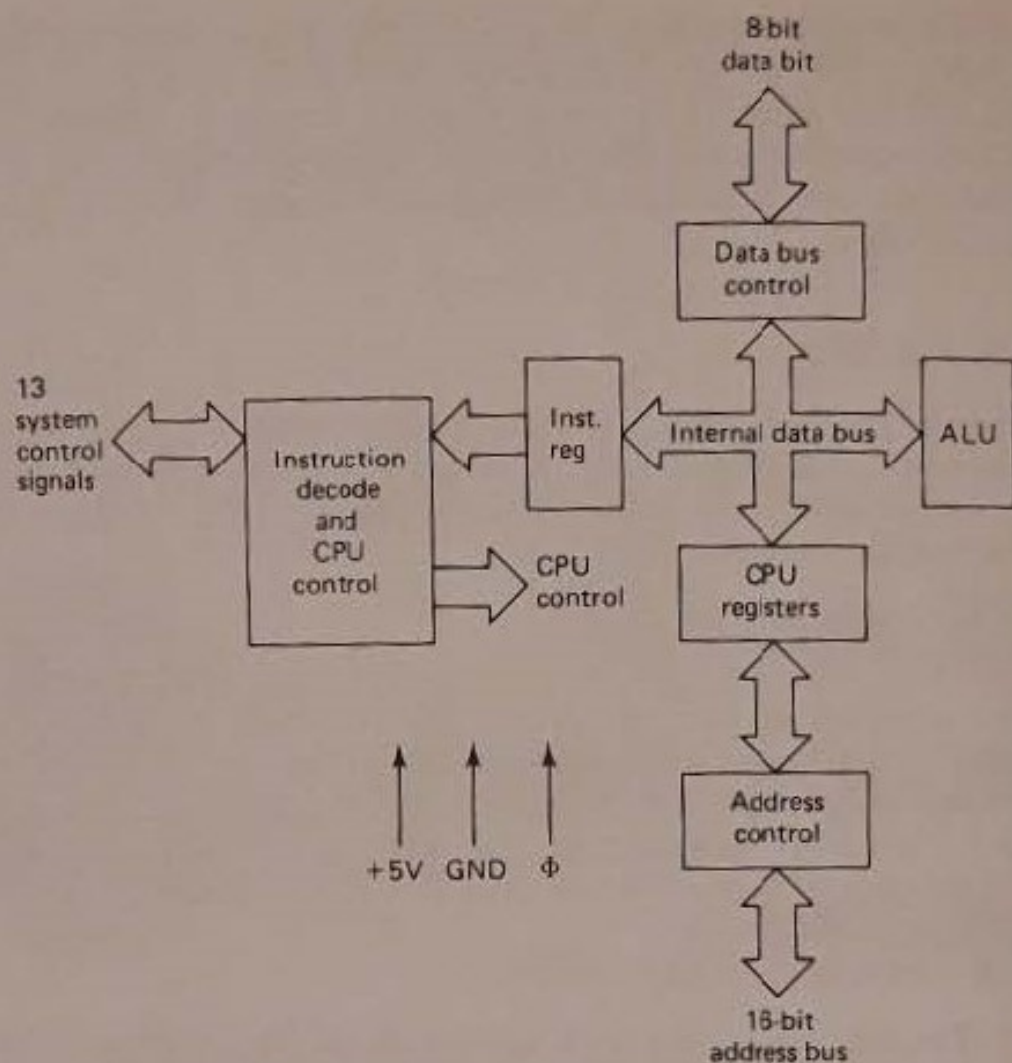 8-bit
data bit
Data bus
control
13
system
control
signals
Instruction
decode
and
CPU
control
Inst.
reg
Internal data bus
ALU
CPU
control
CPU
registers
Address
control
+5V GND Φ
16-bit
address bus